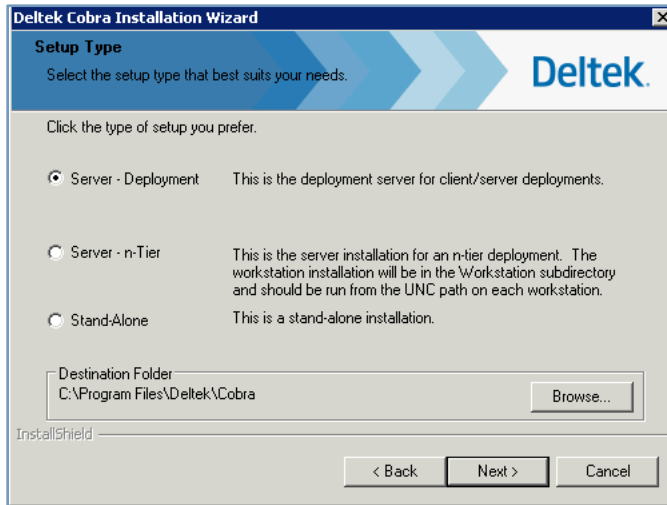 Deltek Cobra Installation Wizard
Setup Type
Select the setup type that best suits your needs.
Deltek.
Click the type of setup you prefer.
Server - Deployment This is the deployment server for client/server deployments.
Server - n-Tier This is the server installation for an n-tier deployment. The
workstation installation will be in the Workstation subdirectory
and should be run from the UNC path on each workstation.
Stand-Alone This is a stand-alone installation.
Destination Folder
C:\Program Files\Deltek\Cobra Browse...
InstallShield
< Back Next > Cancel